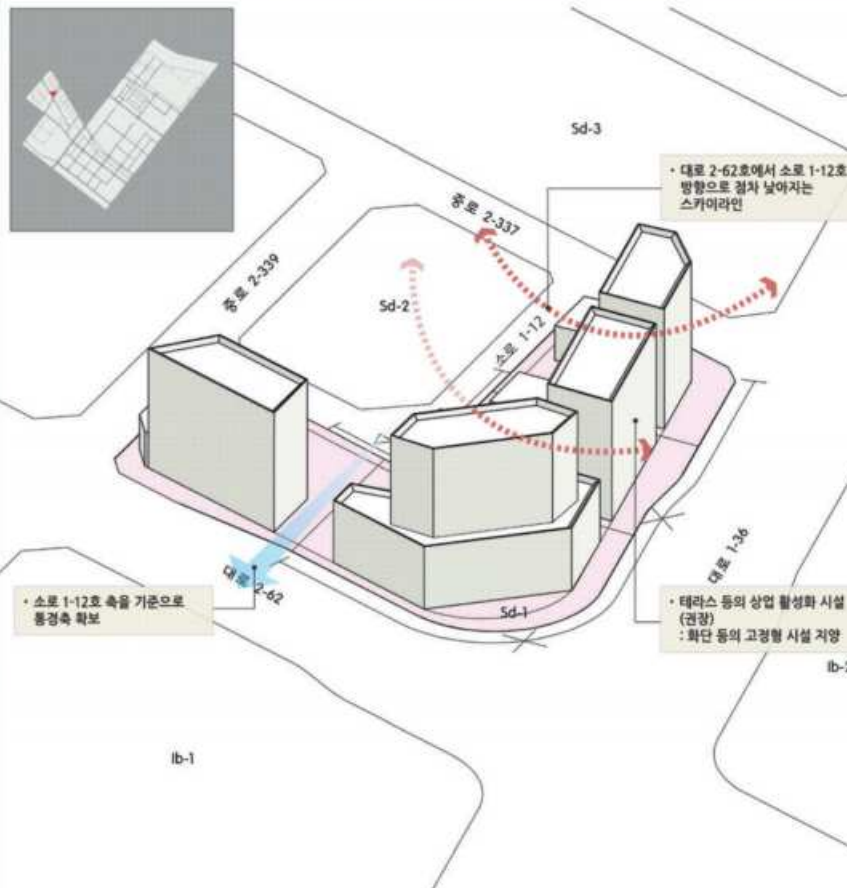 Sd-3
• 대로 2-62호에서 소로 1-12호
방향으로 점차 낮아지는
스카이라인
중로 2-337
중로 2-339
Sd-2
소로 1-12
대로 2-62
대로 1-36
• 소로 1-12호 축을 기준으로
통경축 확보
Sd-1
• 테라스 등의 상업 활성화 시설
(권장)
: 화단 등의 고정형 시설 지양
Ib-1